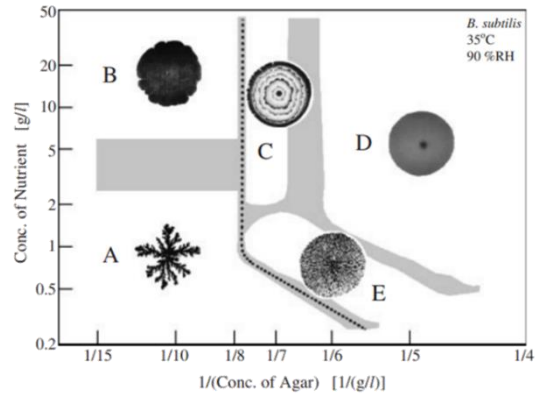 50
20
10
5
2
1
0.5
0.2
Conc. of Nutrient [g/l]
B. subtilis
35°C
90 %RH
B
C
D
A
E
1/15 1/10 1/8 1/7 1/6 1/5 1/4
1/(Conc. of Agar) [1/(g/l)]